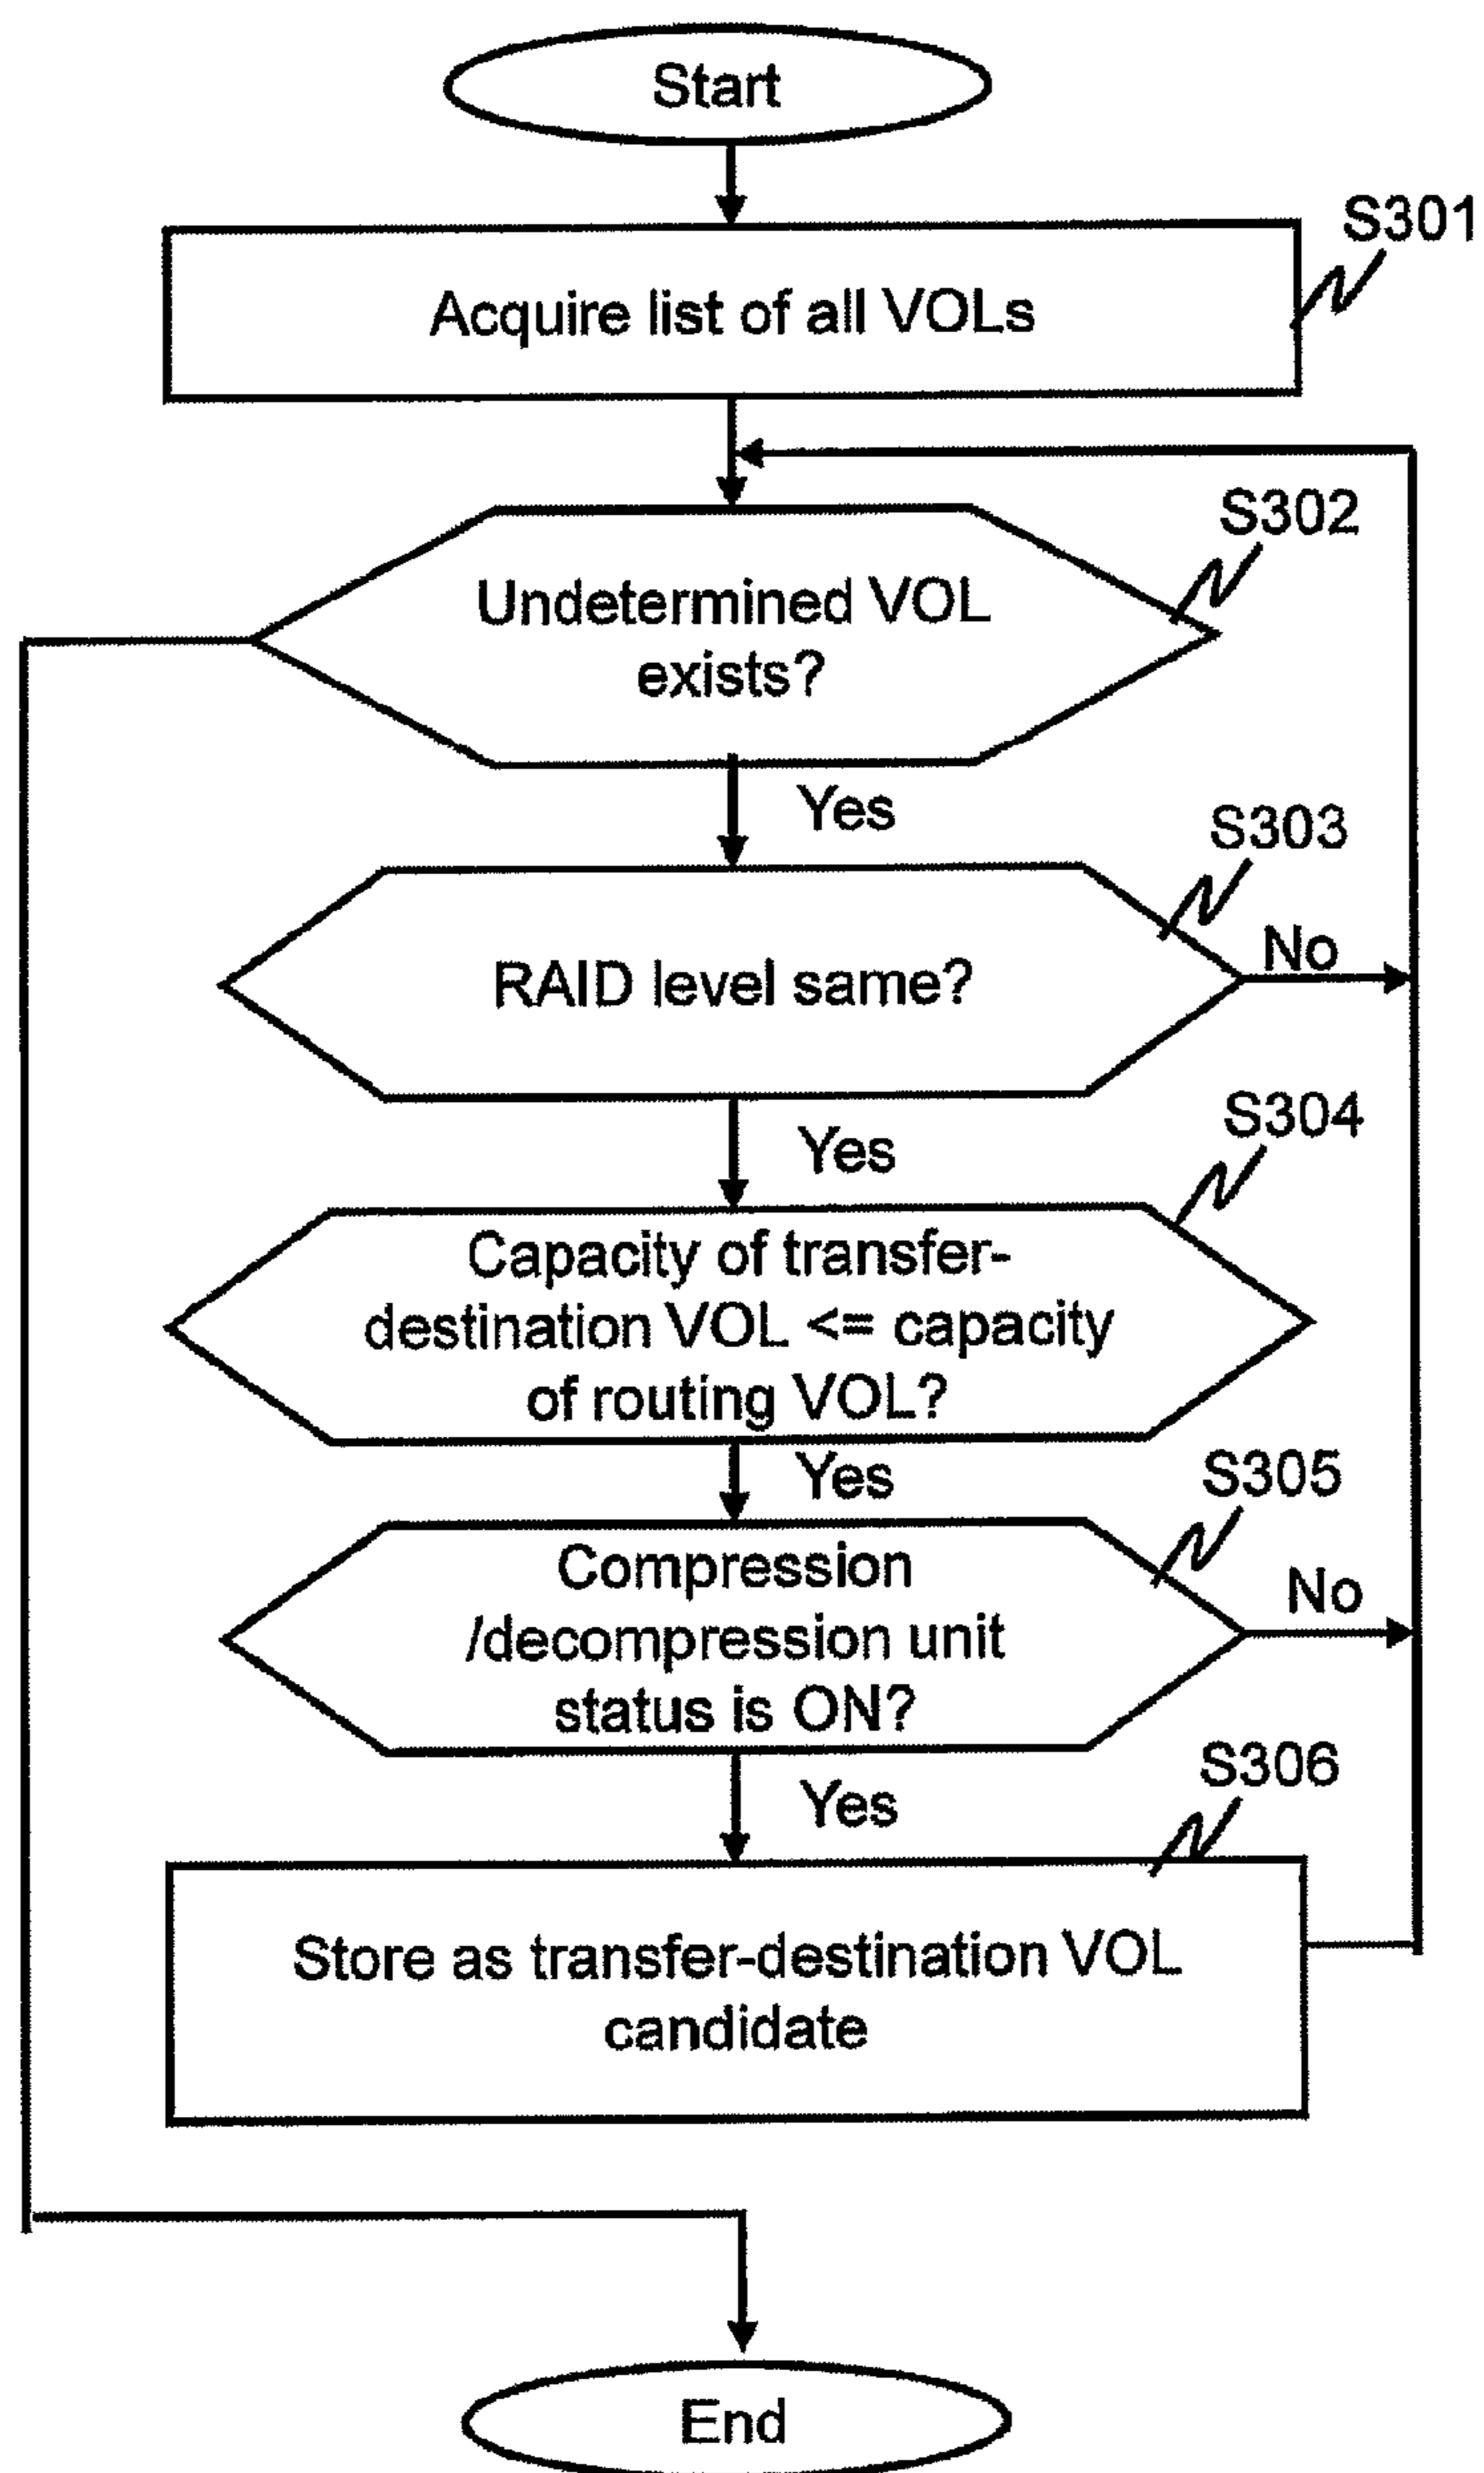 Start
S301
Acquire list of all VOLs
S302
Undetermined VOL
exists?
Yes
S303
RAID level same?
No
Yes
S304
Capacity of transfer-
destination VOL <= capacity
of routing VOL?
Yes
S305
Compression
/decompression unit
status is ON?
No
Yes
S306
Store as transfer-destination VOL
candidate
End